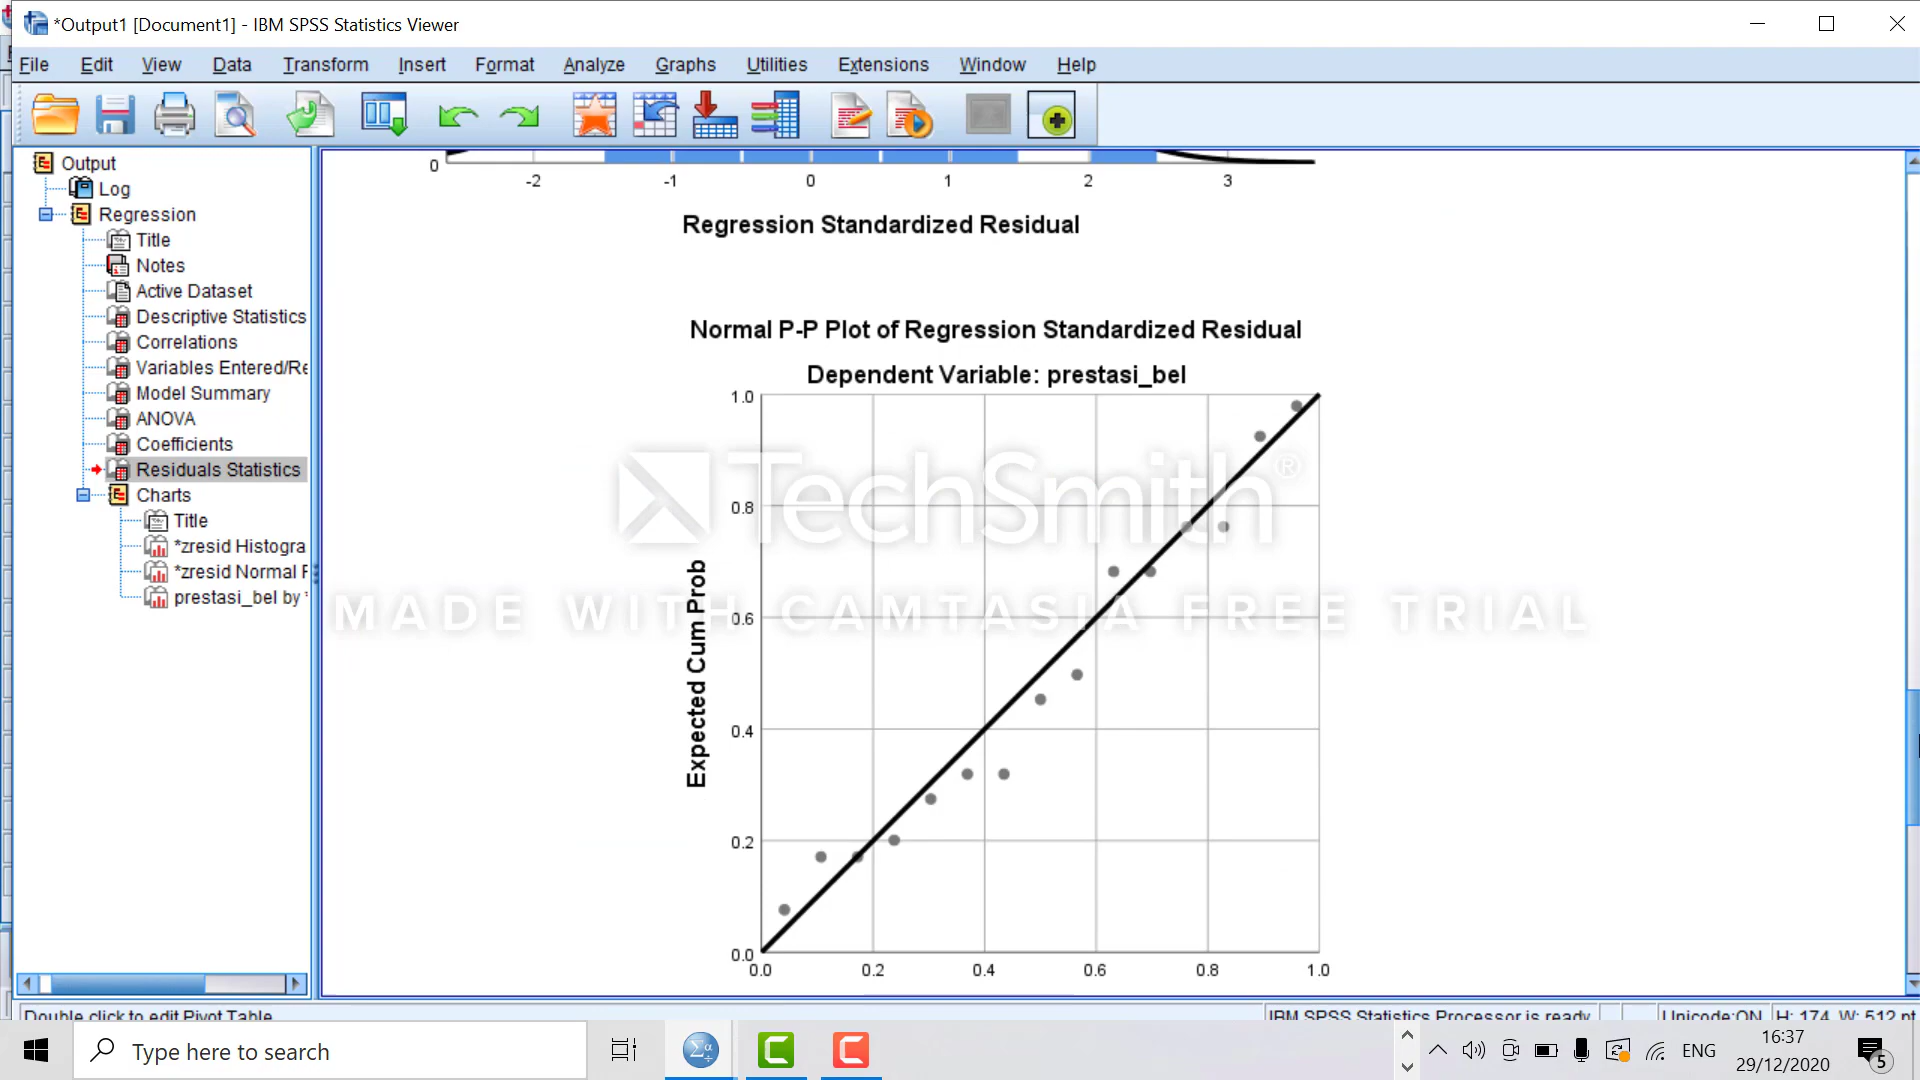 *Output1 [Document1] - IBM SPSS Statistics Viewer
File Edit View Data Transform Insert Format Analyze Graphs Utilities Extensions Window Help
Output
Log
Regression
Title
Notes
Active Dataset
Descriptive Statistics
Correlations
Variables Entered/Re
Model Summary
ANOVA
Coefficients
Residuals Statistics
Charts
Title
*zresid Histogra
*zresid Normal P
prestasi_bel by *
0
-2 -1 0 1 2 3
Regression Standardized Residual
Normal P-P Plot of Regression Standardized Residual
Dependent Variable: prestasi_bel
Expected Cum Prob
1.0
0.8
0.6
0.4
0.2
0.0
0.0 0.2 0.4 0.6 0.8 1.0
TechSmith®
MADE WITH CAMTASIA FREE TRIAL
Double click to edit Pivot Table
IBM SPSS Statistics Processor is ready
Unicode:ON
H: 174, W: 512 pt
Type here to search
ENG
16:37
29/12/2020
5